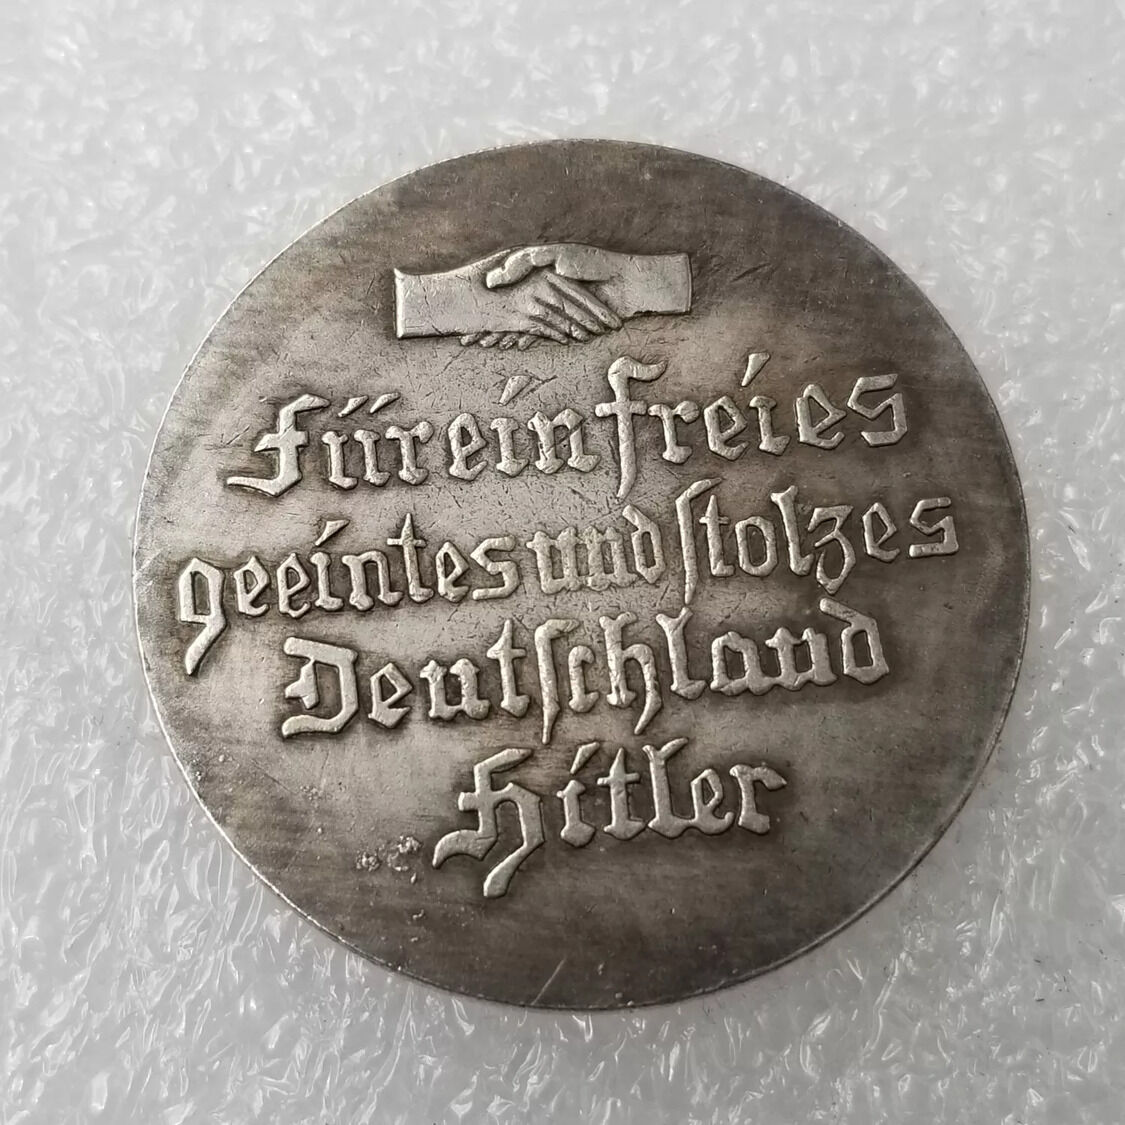 Für ein freies
geeintes und ſtolzes
Deutſchland
Hitler